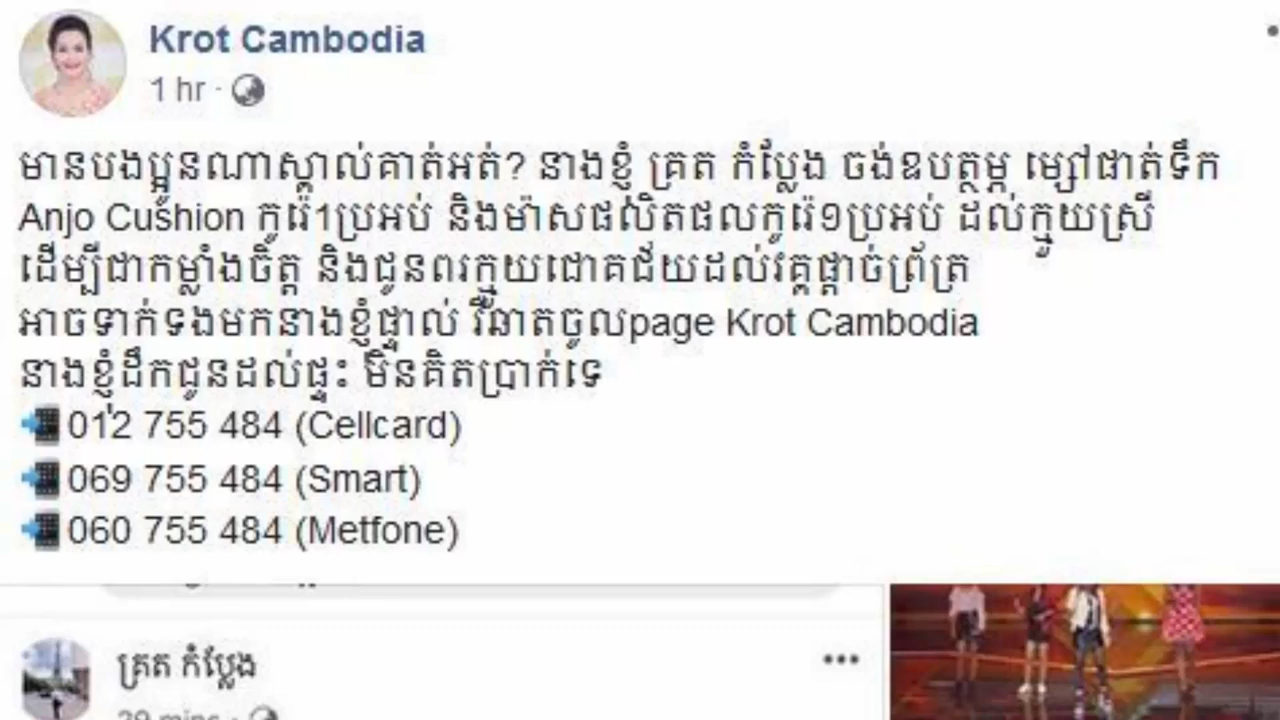 Krot Cambodia
1 hr ·
មានបងប្អូនណាស្គាល់គាត់អត់? នាងខ្ញុំ គ្រត កំប្លែង ចង់ឧបត្ថម្ភ ម្សៅផាត់ទឹក
Anjo Cushion កូរ៉េ1ប្រអប់ និងម៉ាសផលិតផលកូរ៉េ១ប្រអប់ ដល់ក្មួយស្រី
ដើម្បីជាកម្លាំងចិត្ត និងជូនពរក្មួយជោគជ័យដល់វគ្គផ្តាច់ព្រ័ត្រ
អាចទាក់ទងមកនាងខ្ញុំផ្ទាល់ រឺឆាតចូលpage Krot Cambodia
នាងខ្ញុំដឹកជូនដល់ផ្ទះ មិនគិតប្រាក់ទេ
012 755 484 (Cellcard)
069 755 484 (Smart)
060 755 484 (Metfone)
គ្រត កំប្លែង
29 mins ·